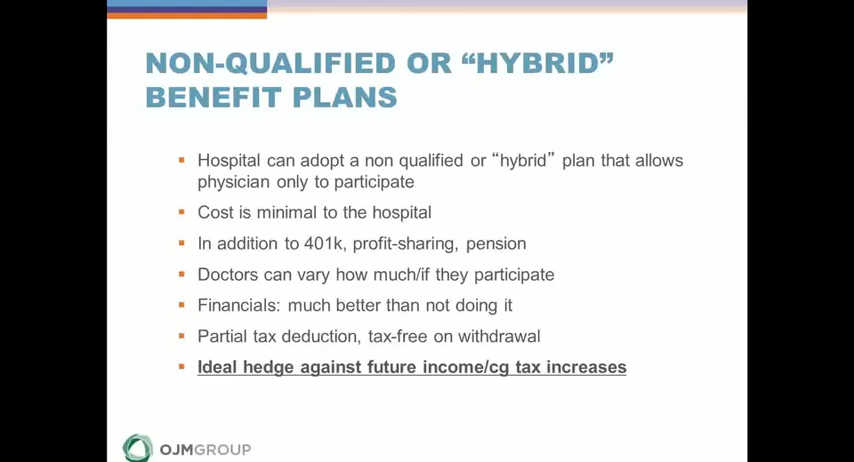 NON-QUALIFIED OR “HYBRID”
BENEFIT PLANS
▪ Hospital can adopt a non qualified or “hybrid” plan that allows
physician only to participate
▪ Cost is minimal to the hospital
▪ In addition to 401k, profit-sharing, pension
▪ Doctors can vary how much/if they participate
▪ Financials: much better than not doing it
▪ Partial tax deduction, tax-free on withdrawal
▪ Ideal hedge against future income/cg tax increases
OJMGROUP